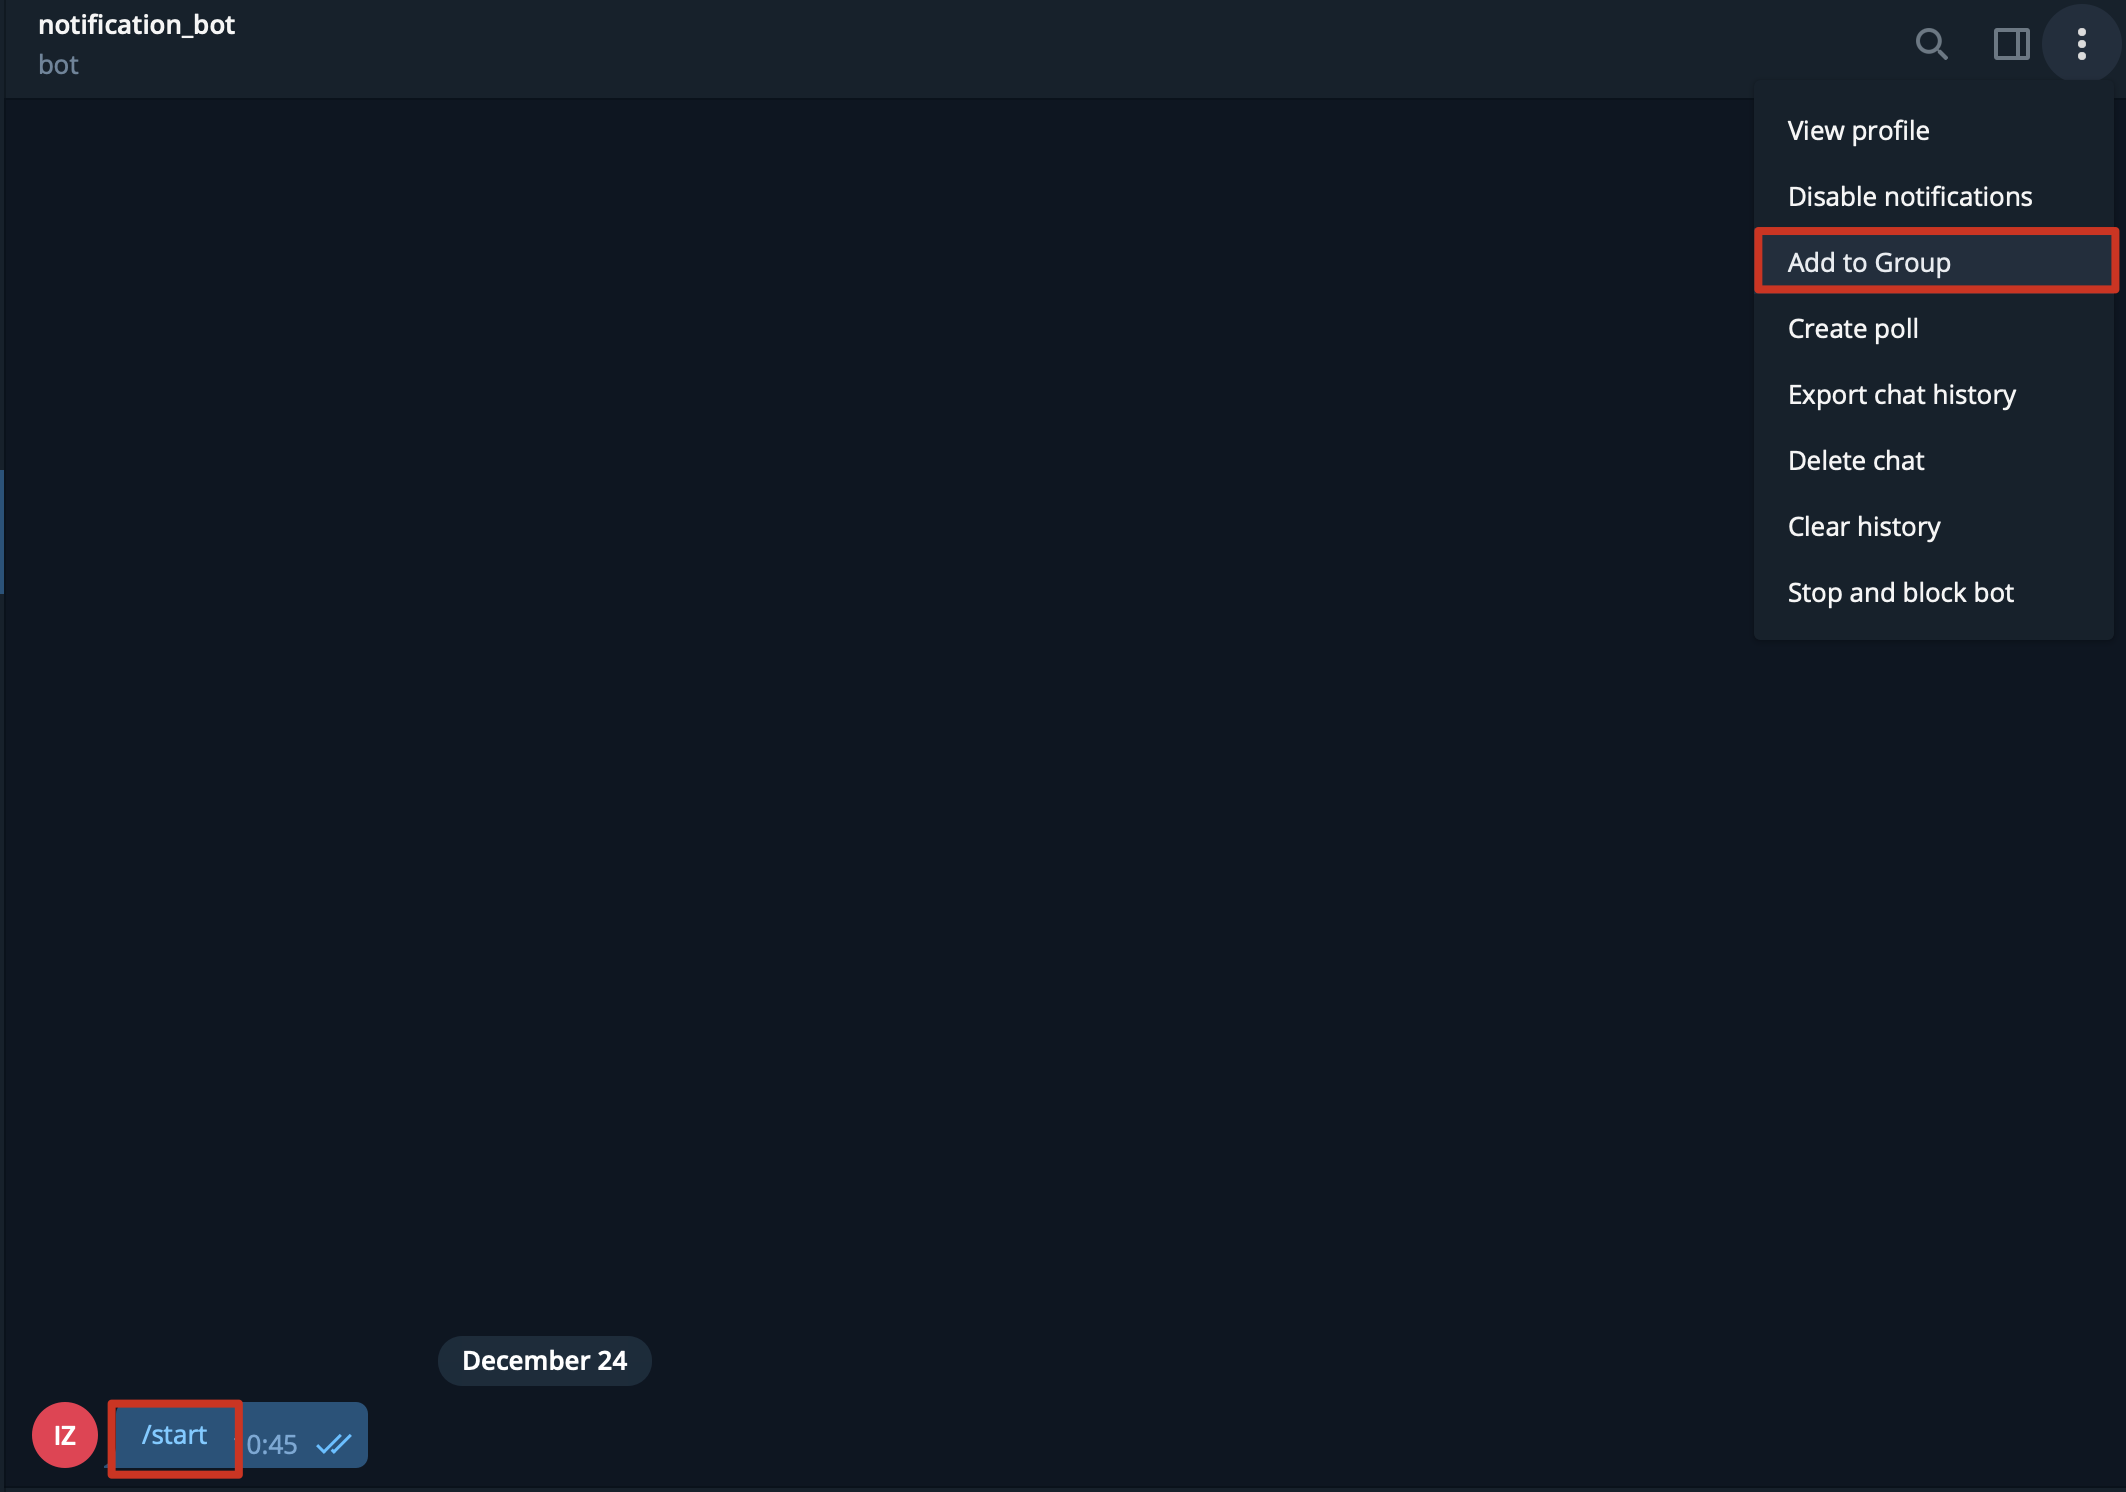 notification_bot
bot
View profile
Disable notifications
Add to Group
Create poll
Export chat history
Delete chat
Clear history
Stop and block bot
December 24
IZ
/start
0:45